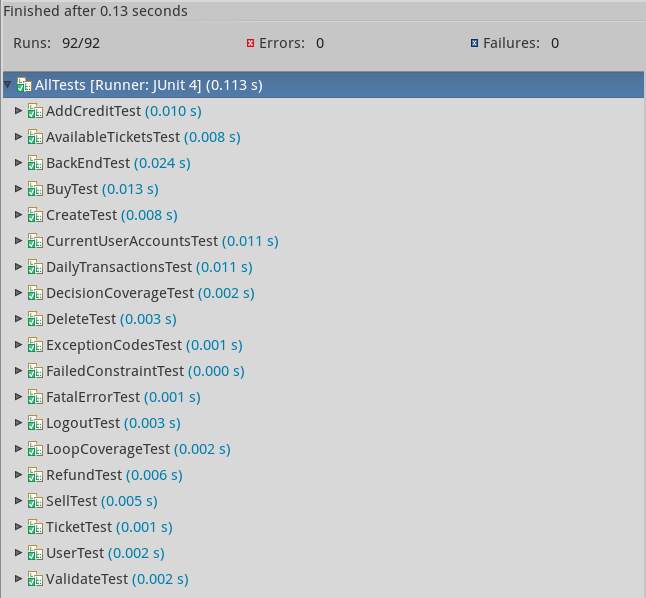 Finished after 0.13 seconds
Runs: 92/92 Errors: 0 Failures: 0
AllTests [Runner: JUnit 4] (0.113 s)
AddCreditTest (0.010 s)
AvailableTicketsTest (0.008 s)
BackEndTest (0.024 s)
BuyTest (0.013 s)
CreateTest (0.008 s)
CurrentUserAccountsTest (0.011 s)
DailyTransactionsTest (0.011 s)
DecisionCoverageTest (0.002 s)
DeleteTest (0.003 s)
ExceptionCodesTest (0.001 s)
FailedConstraintTest (0.000 s)
FatalErrorTest (0.001 s)
LogoutTest (0.003 s)
LoopCoverageTest (0.002 s)
RefundTest (0.006 s)
SellTest (0.005 s)
TicketTest (0.001 s)
UserTest (0.002 s)
ValidateTest (0.002 s)